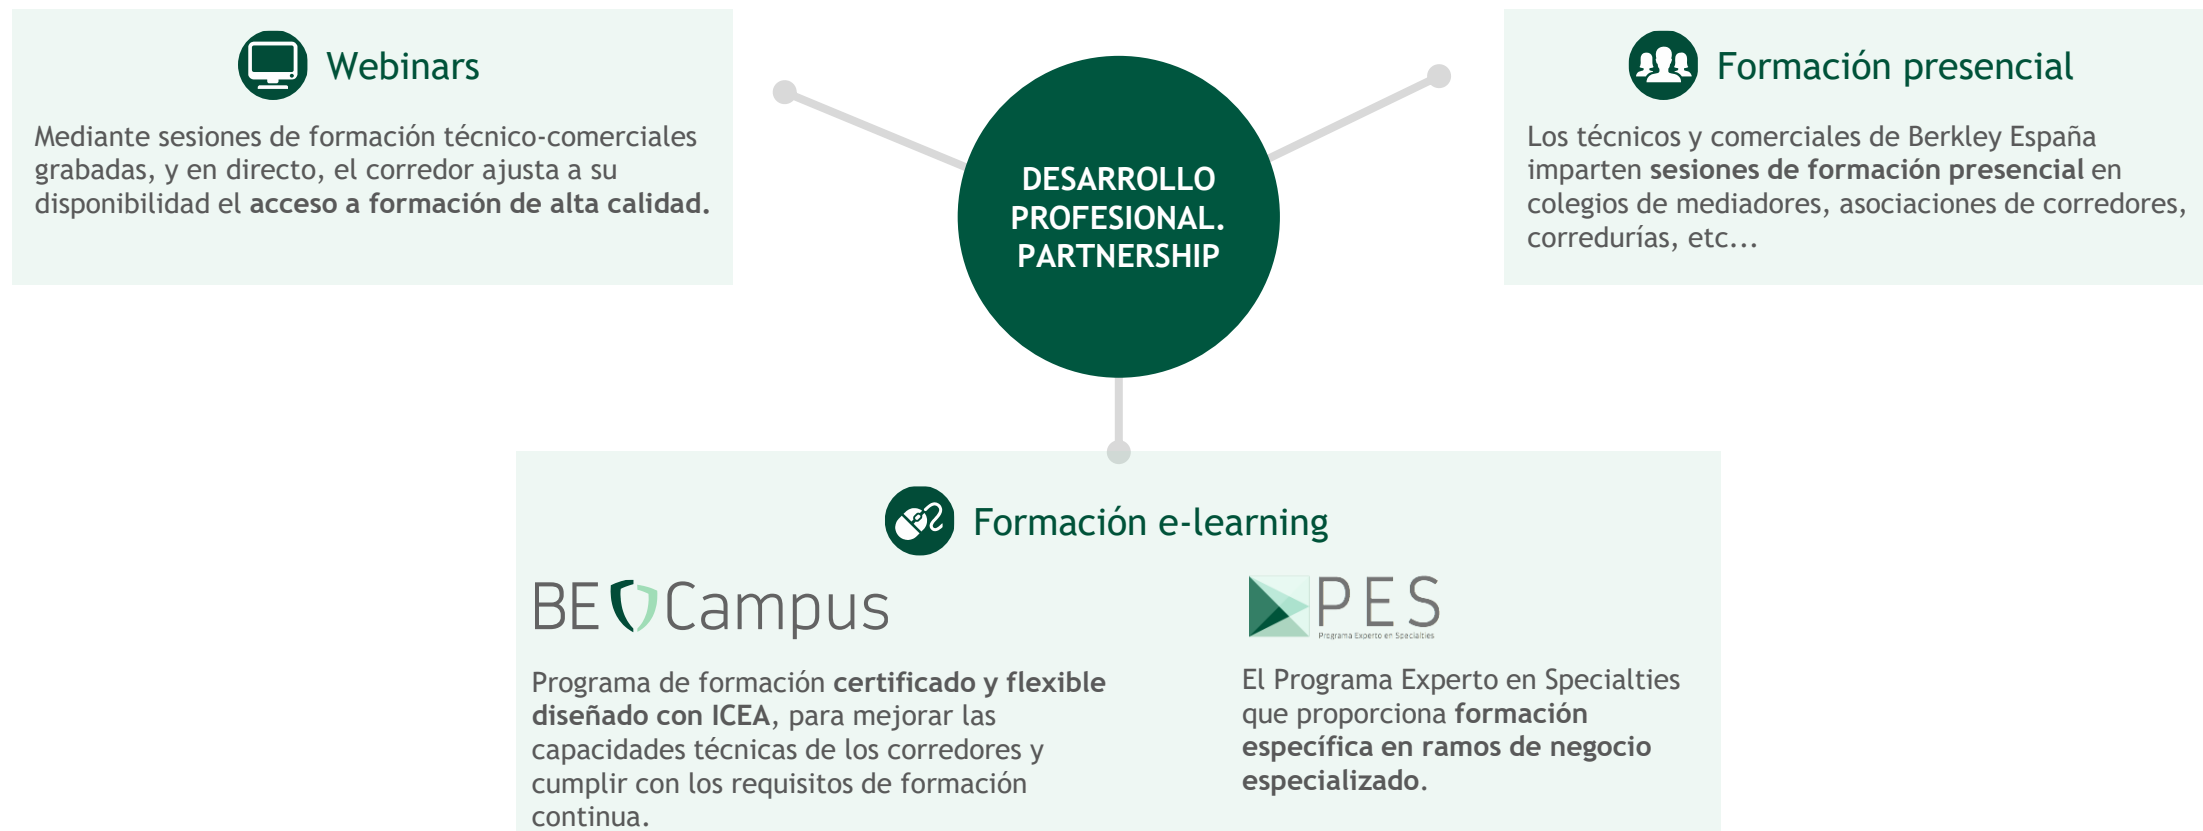 Webinars
Mediante sesiones de formación técnico-comerciales
grabadas, y en directo, el corredor ajusta a su
disponibilidad el acceso a formación de alta calidad.
DESARROLLO
PROFESIONAL.
PARTNERSHIP
Formación presencial
Los técnicos y comerciales de Berkley España
imparten sesiones de formación presencial en
colegios de mediadores, asociaciones de corredores,
corredurías, etc...
Formación e-learning
BE Campus
Programa de formación certificado y flexible
diseñado con ICEA, para mejorar las
capacidades técnicas de los corredores y
cumplir con los requisitos de formación
continua.
PES
Programa Experto en Specialties
El Programa Experto en Specialties
que proporciona formación
específica en ramos de negocio
especializado.